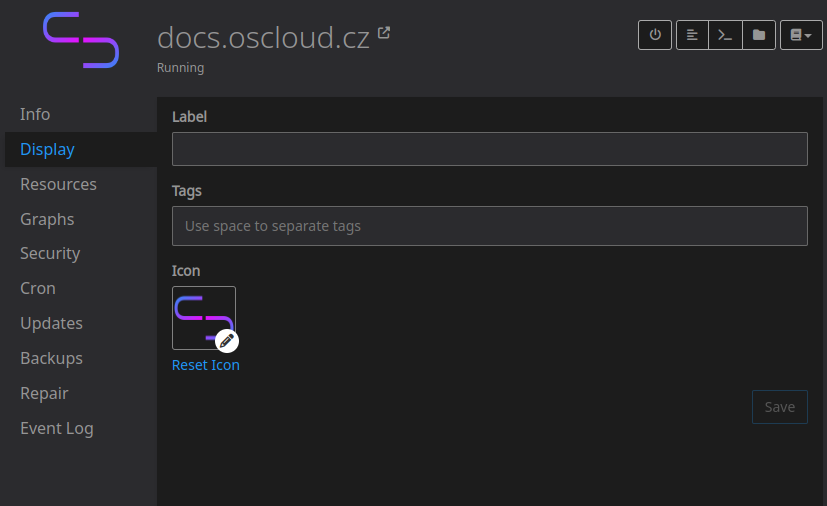 docs.oscloud.cz
Running
Info
Display
Resources
Graphs
Security
Cron
Updates
Backups
Repair
Event Log
Label
Tags
Use space to separate tags
Icon
Reset Icon
Save